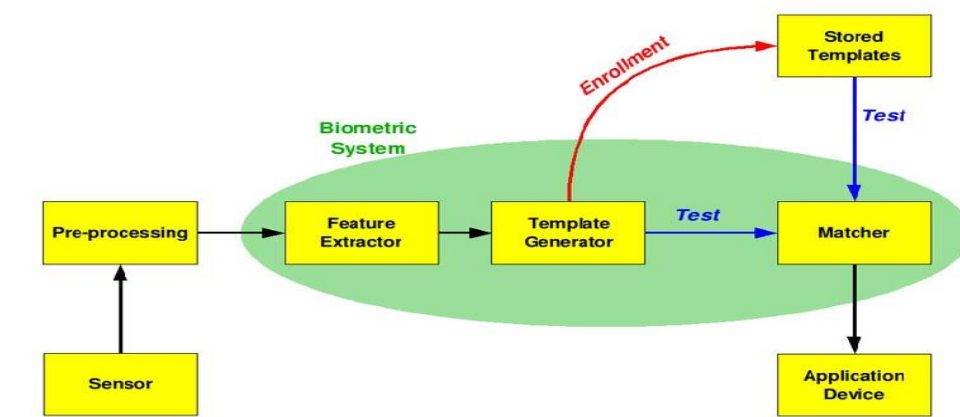 Stored
Templates
Enrollment
Test
Biometric
System
Pre-processing
Feature
Extractor
Template
Generator
Test
Matcher
Sensor
Application
Device